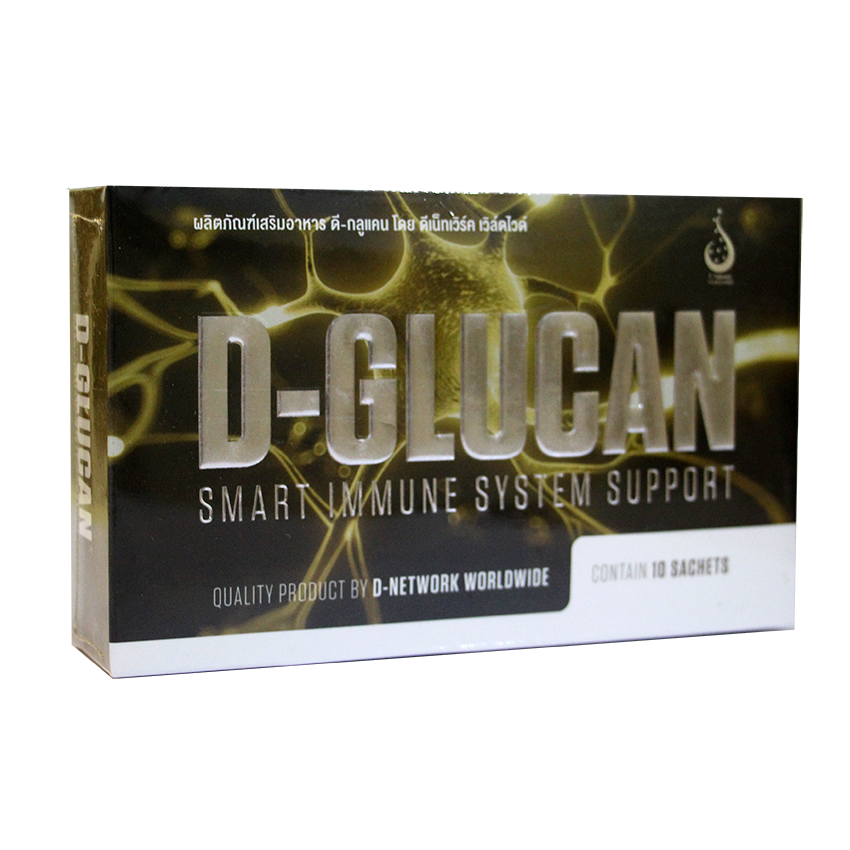 ผลิตภัณฑ์เสริมอาหาร ดี-กลูแคน โดย ดีเน็ทเวิร์ค เวิลด์ไวด์
D-GLUCAN
D-GLUCAN
SMART IMMUNE SYSTEM SUPPORT
QUALITY PRODUCT BY D-NETWORK WORLDWIDE
CONTAIN 10 SACHETS